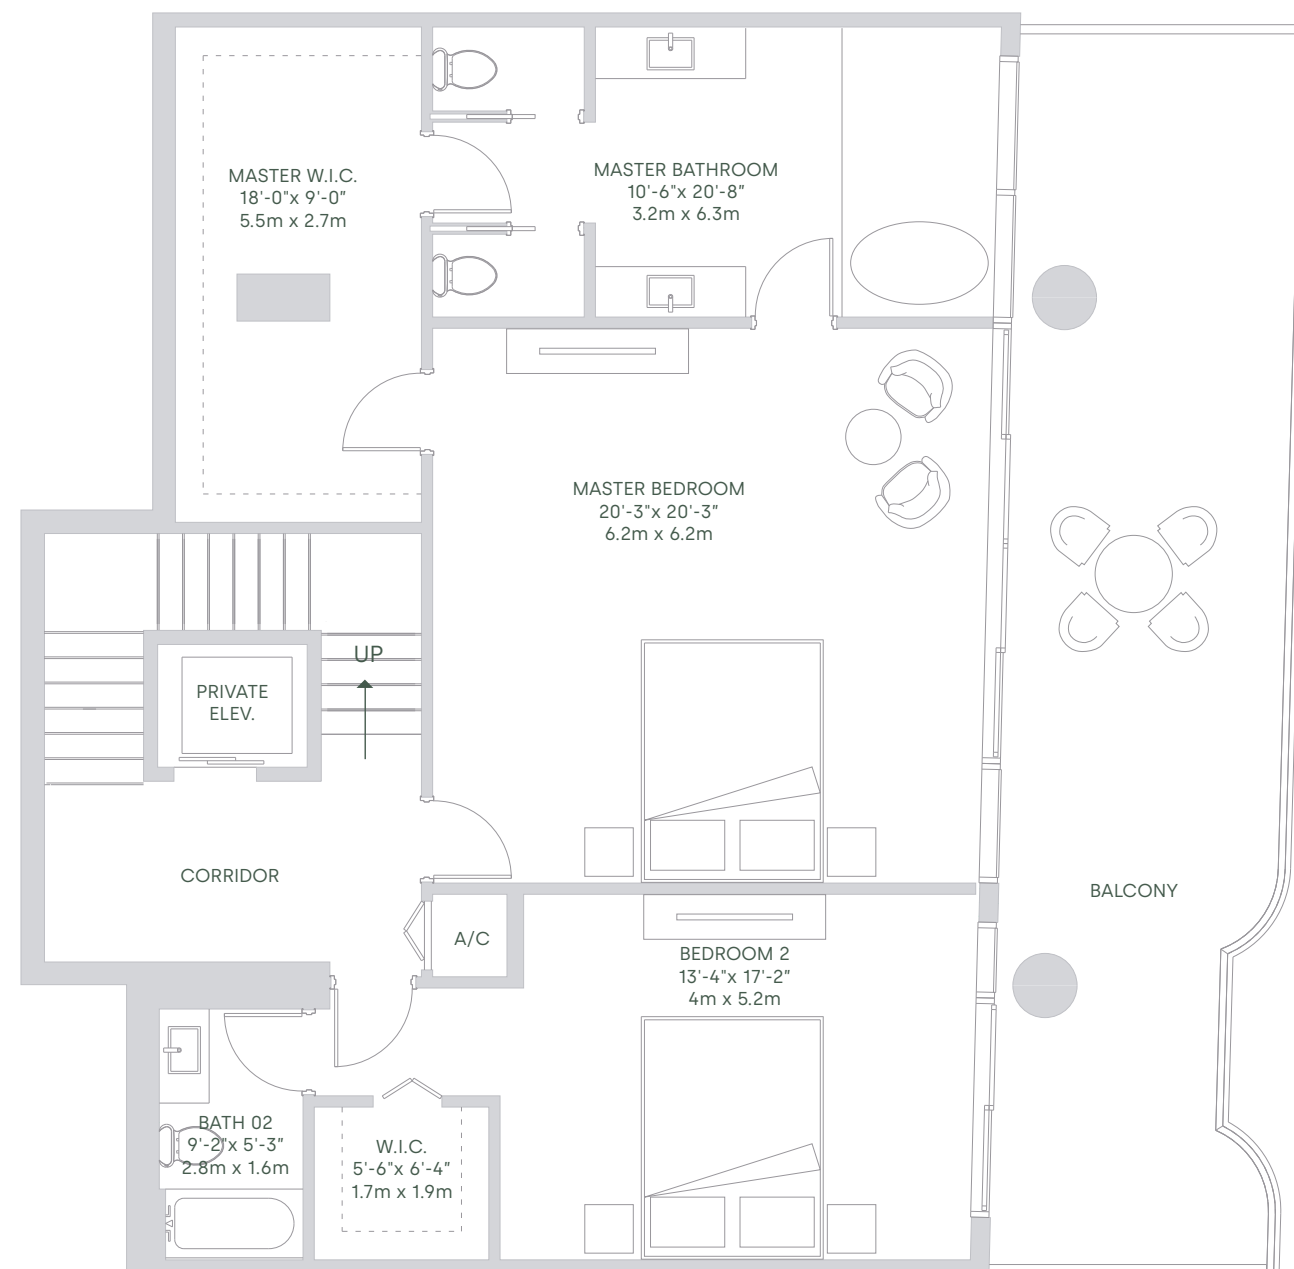 MASTER W.I.C.
18'-0"x 9'-0"
5.5m x 2.7m
MASTER BATHROOM
10'-6"x 20'-8"
3.2m x 6.3m
MASTER BEDROOM
20'-3"x 20'-3"
6.2m x 6.2m
UP
PRIVATE
ELEV.
CORRIDOR
BALCONY
A/C
BEDROOM 2
13'-4"x 17'-2"
4m x 5.2m
BATH 02
9'-2"x 5'-3"
2.8m x 1.6m
W.I.C.
5'-6"x 6'-4"
1.7m x 1.9m